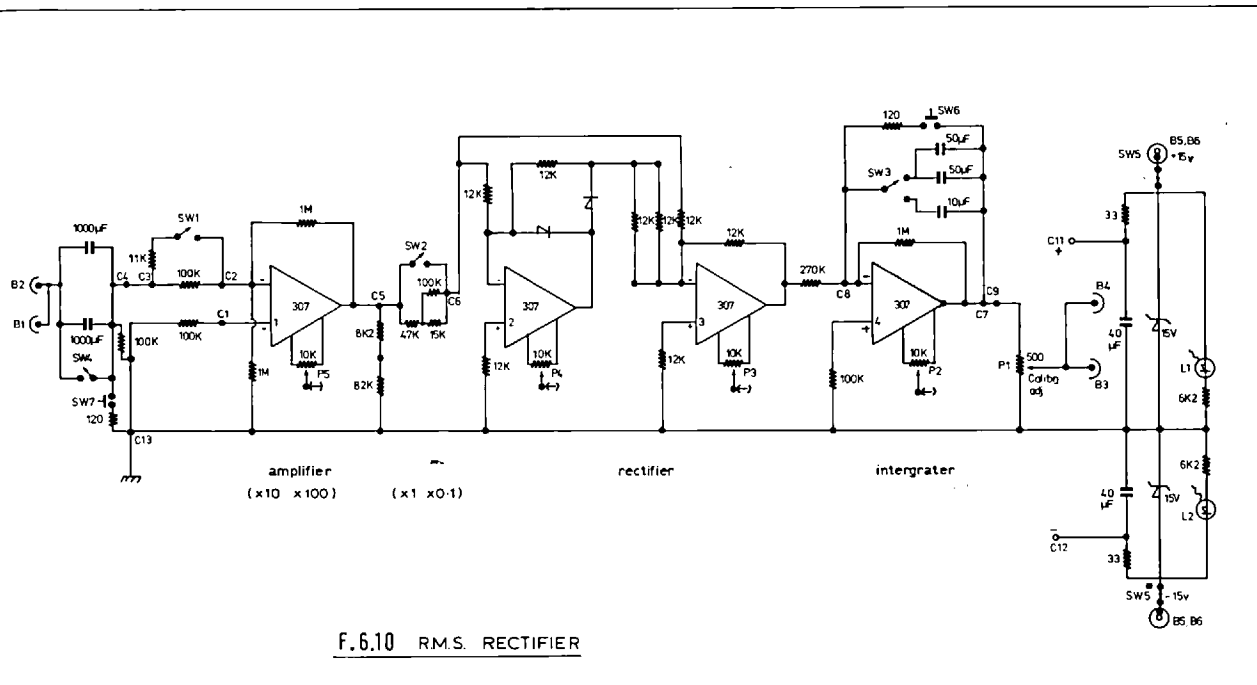 120
SW6
B5,B6
SW5
+15v
50µF
50µF
10µF
SW3
1M
SW1
1000µF
11K
1M
12K
12K
12K
12K
12K
12K
33
C11
+
B2
B1
C4
C3
100K
C2
C1
100K
1000µF
100K
SW4
SW7
120
C13
-
1
-
307
10K
P5
1M
C5
SW2
100K
47K
15K
C6
8K2
82K
-
307
+
2
12K
10K
P4
-
307
+
3
12K
10K
P3
270K
C8
-
307
4
+
100K
10K
P2
C9
C7
P1
500
Calibn
adj.
B4
B3
40
µF
15V
L1
6K2
6K2
40
µF
15V
L2
-
C12
33
SW5
-15v
B5,B6
amplifier
(x10 x100)
(x1 x0·1)
rectifier
intergrater
F.6.10 R.M.S. RECTIFIER